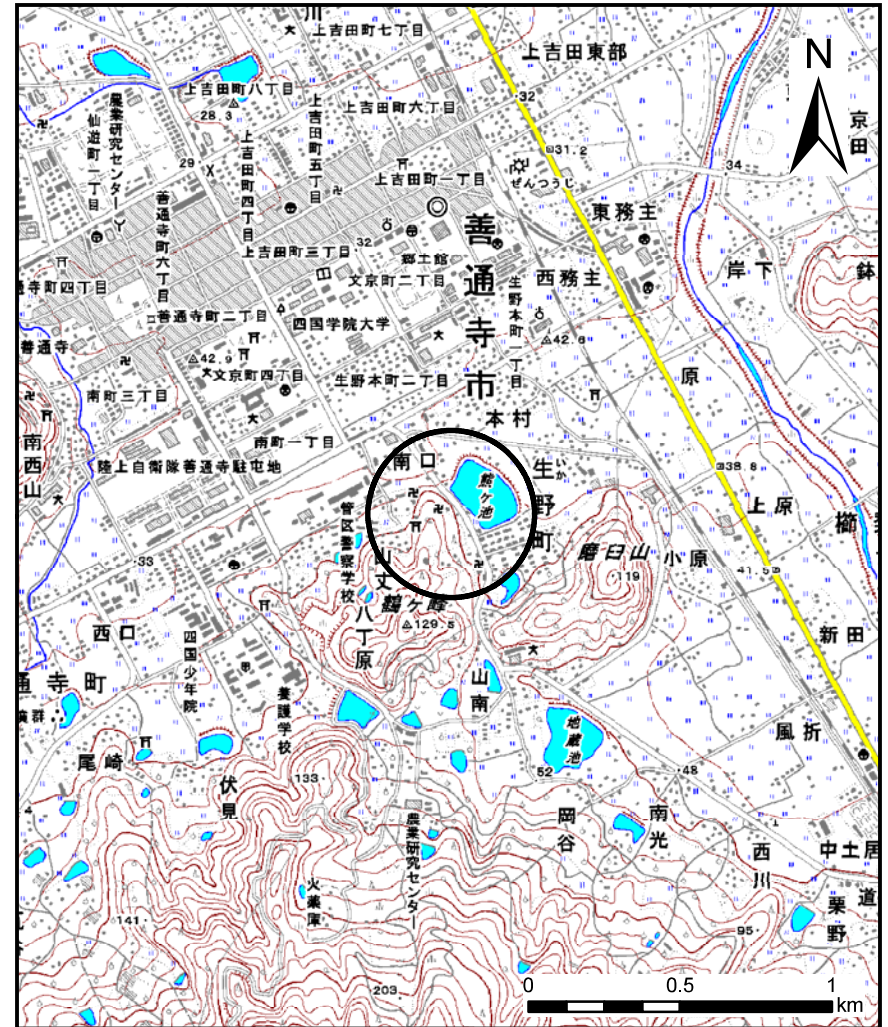 川
上吉田町七丁目
上吉田東部
N
上吉田町八丁目
28.3
上吉田町六丁目
32
農業研究センター
仙遊町一丁目
上吉田町五丁目
31.2
京田
29
上吉田町四丁目
上吉田町一丁目
ぜんつうじ
34
善通寺町六丁目
東務主
善通寺市
上吉田町三丁目
32
郷土館
文京町二丁目
西務主
岸下
鉢
通寺町四丁目
生野本町一丁目
善通寺町二丁目
四国学院大学
42.6
善通寺
42.9
文京町四丁目
生野本町二丁目
原
南町三丁目
本村
南町一丁目
南西山
陸上自衛隊善通寺駐屯地
南口
熊ヶ池
いか
生野町
38.8
上原
櫛
管区警察学校
山丈
磨臼山
小原
33
119
41.5
鶴ヶ峰
129.5
八丁原
西口
四国少年院
新田
通寺町
養護学校
山南
群
地蔵池
風折
尾崎
52
48
伏見
133
岡谷
南光
農業研究センター
西川
中土居
火薬庫
道
栗野
141
95
203
0
0.5
1
km